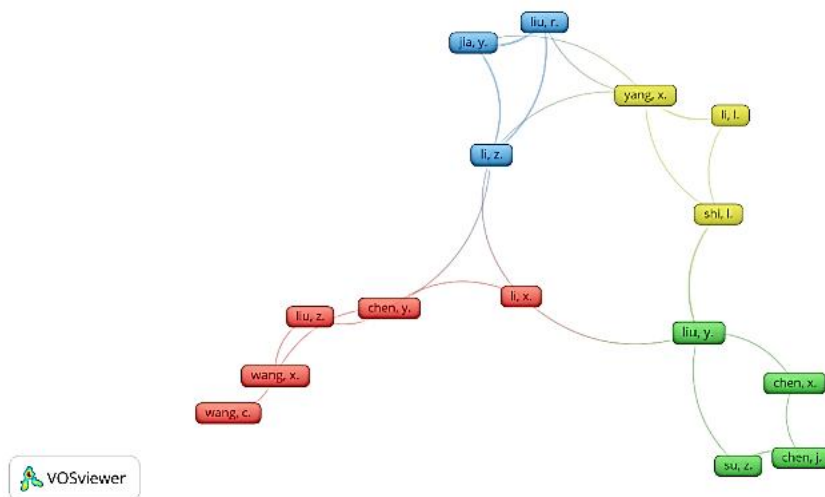 liu, r.
jia, y.
yang, x.
li, l.
li, z.
shi, l.
li, x.
chen, y.
liu, z.
liu, y.
wang, x.
chen, x.
wang, c.
su, z.
chen, j.
VOSviewer